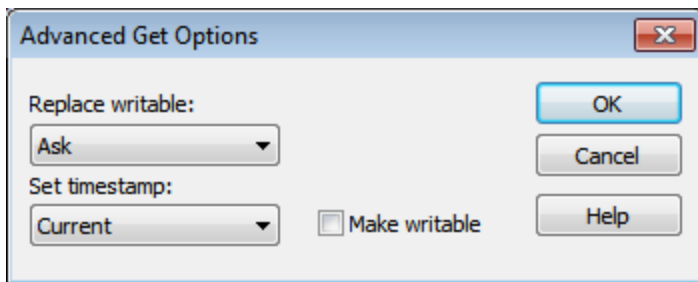 Advanced Get Options
Replace writable:
Ask
OK
Cancel
Set timestamp:
Current
Make writable
Help